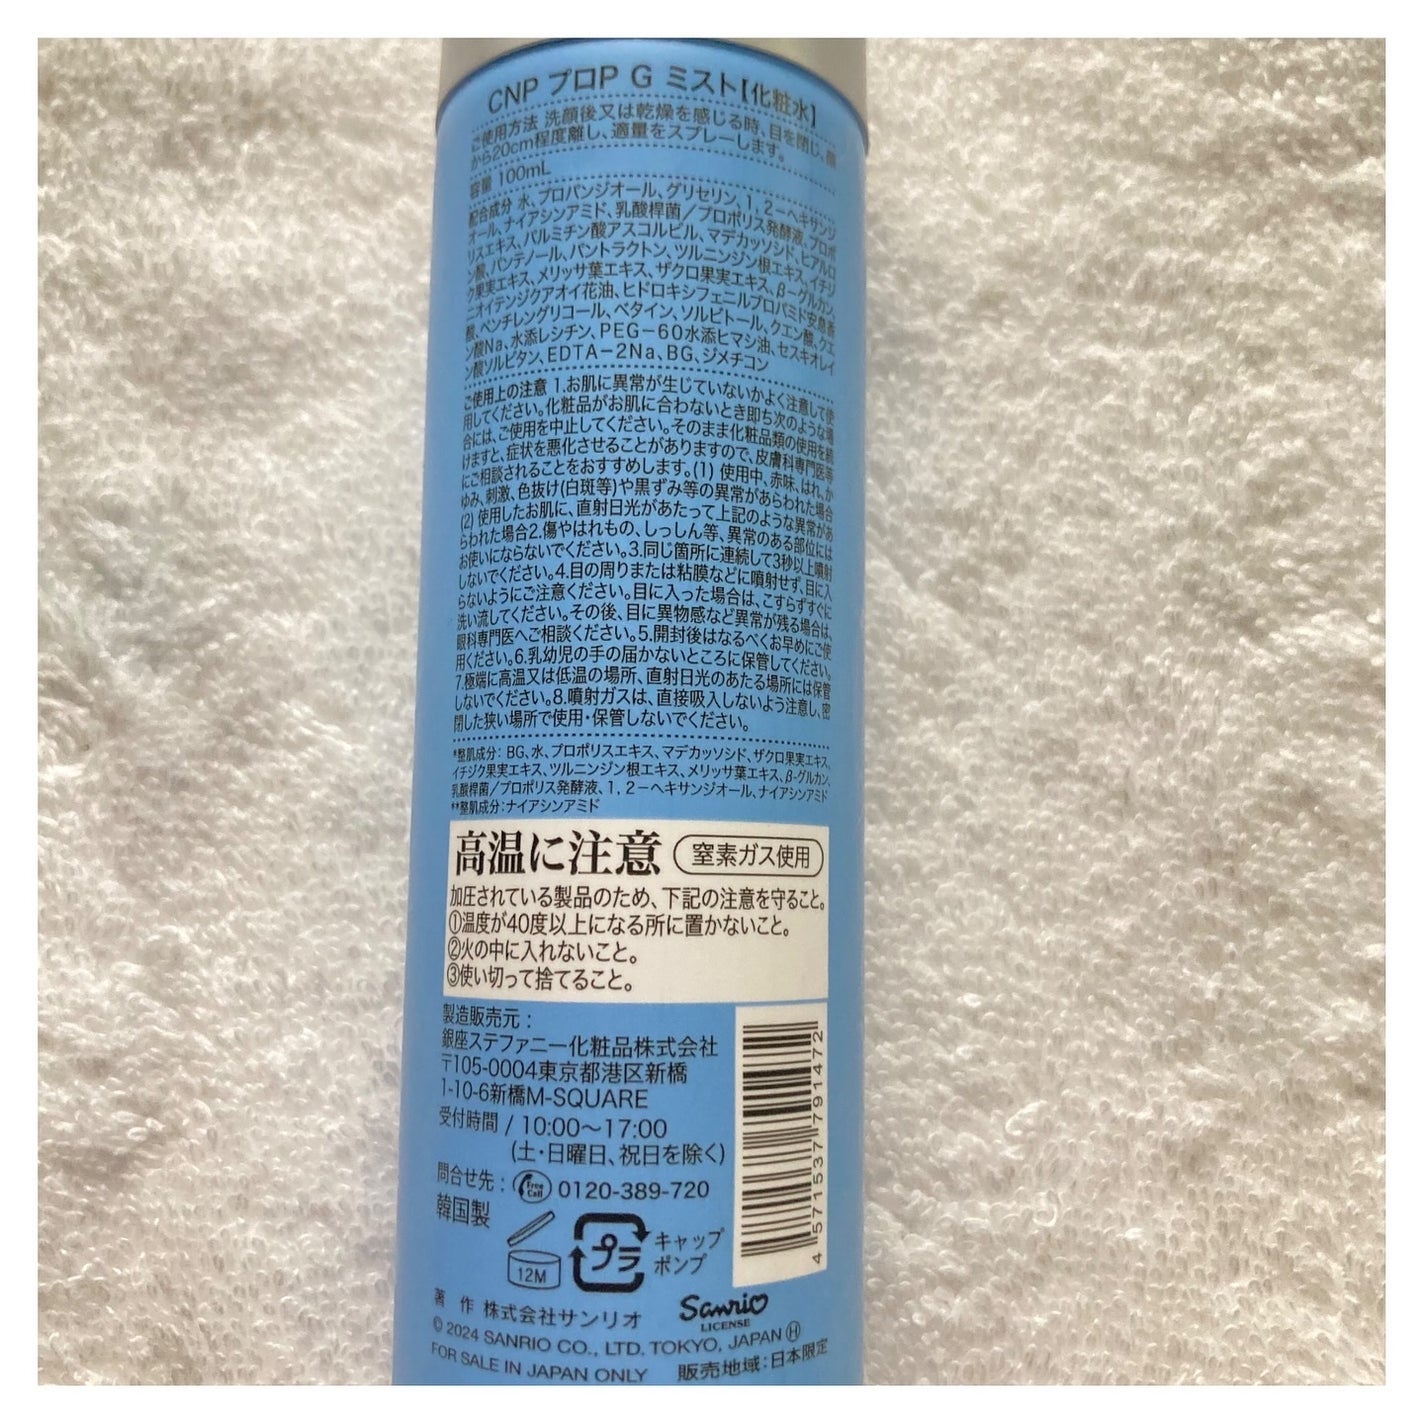 CNP プロP G ミスト【化粧水】
ご使用方法 洗顔後又は乾燥を感じる時、目を閉じ、顔
から20cm程度離し、適量をスプレーします。
容量 100mL
配合成分 水、プロパンジオール、グリセリン、1, 2-ヘキサンジ
オール、ナイアシンアミド、乳酸桿菌／プロポリス発酵液、プロポ
リスエキス、パルミチン酸アスコルビル、マデカッソシド、ヒアルロ
ン酸、パンテノール、パントラクトン、ツルニンジン根エキス、イチジ
ク果実エキス、メリッサ葉エキス、ザクロ果実エキス、β-グルカン、
ニオイテンジクアオイ花油、ヒドロキシフェニルプロパミド安息香
酸、ペンチレングリコール、ベタイン、ソルビトール、クエン酸、クエ
ン酸Na、水添レシチン、PEG-60水添ヒマシ油、セスキオレイ
ン酸ソルビタン、EDTA-2Na、BG、ジメチコン
ご使用上の注意 1.お肌に異常が生じていないかよく注意して使
用してください。化粧品がお肌に合わないとき即ち次のような場
合には、ご使用を中止してください。そのまま化粧品類の使用を続
けますと、症状を悪化させることがありますので、皮膚科専門医等
にご相談されることをおすすめします。(1) 使用中、赤味、はれ、か
ゆみ、刺激、色抜け(白斑等)や黒ずみ等の異常があらわれた場合
(2) 使用したお肌に、直射日光があたって上記のような異常があ
らわれた場合2.傷やはれもの、しっしん等、異常のある部位には
お使いにならないでください。3.同じ箇所に連続して3秒以上噴射
しないでください。4.目の周りまたは粘膜などに噴射せず、目に入
らないようにご注意ください。目に入った場合は、こすらずすぐに
洗い流してください。その後、目に異物感など異常が残る場合は、
眼科専門医へご相談ください。5.開封後はなるべくお早めにご使
用ください。6.乳幼児の手の届かないところに保管してください。
7.極端に高温又は低温の場所、直射日光のあたる場所には保管
しないでください。8.噴射ガスは、直接吸入しないよう注意し、密
閉した狭い場所で使用・保管しないでください。
*整肌成分: BG、水、プロポリスエキス、マデカッソシド、ザクロ果実エキス、
イチジク果実エキス、ツルニンジン根エキス、メリッサ葉エキス、β-グルカン、
乳酸桿菌／プロポリス発酵液、1, 2-ヘキサンジオール、ナイアシンアミド
**整肌成分: ナイアシンアミド
高温に注意 窒素ガス使用
加圧されている製品のため、下記の注意を守ること。
①温度が40度以上になる所に置かないこと。
②火の中に入れないこと。
③使い切って捨てること。
製造販売元：
銀座ステファニー化粧品株式会社
〒105-0004東京都港区新橋
1-10-6新橋M-SQUARE
受付時間 / 10:00〜17:00
(土・日曜日、祝日を除く)
問合せ先： Free Call 0120-389-720
韓国製
12M プラ キャップ
ポンプ
4 571537 791472
著 作 株式会社サンリオ Sanrio LICENSE
© 2024 SANRIO CO., LTD. TOKYO, JAPAN Ⓗ
FOR SALE IN JAPAN ONLY 販売地域：日本限定